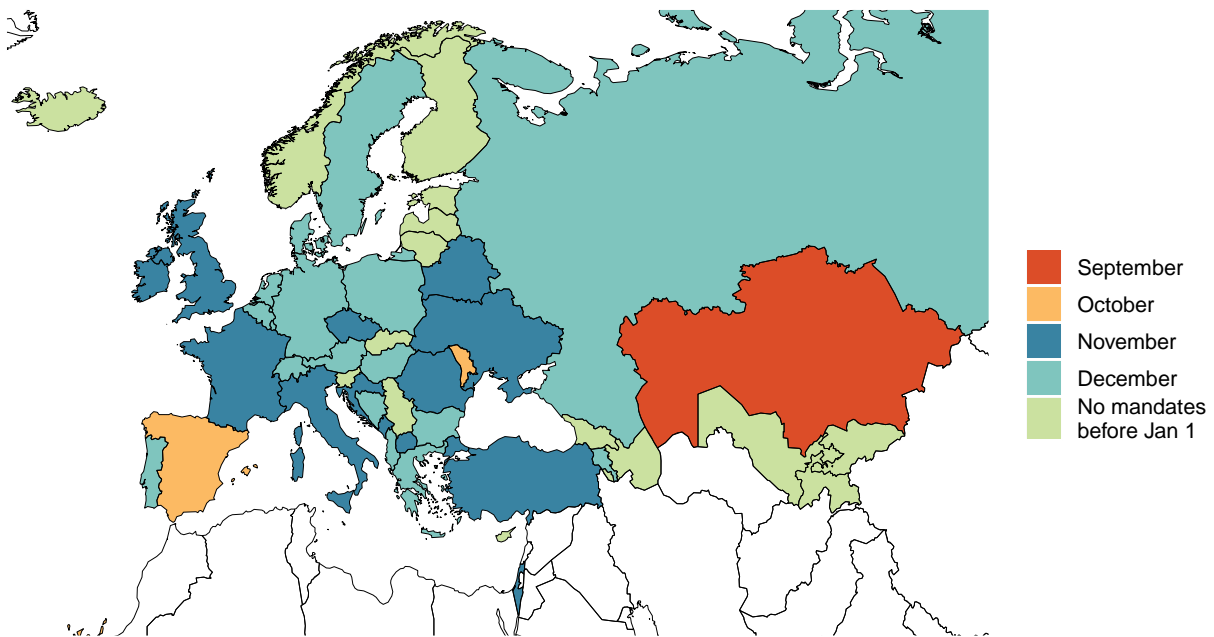 September
October
November
December
No mandates
before Jan 1